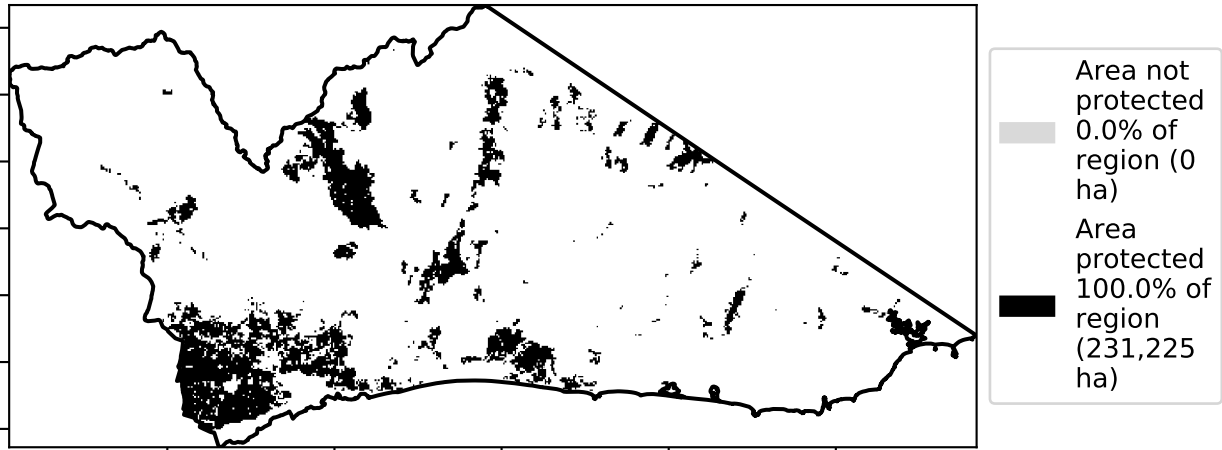 Area not
protected
0.0% of
region (0
ha)
Area
protected
100.0% of
region
(231,225
ha)